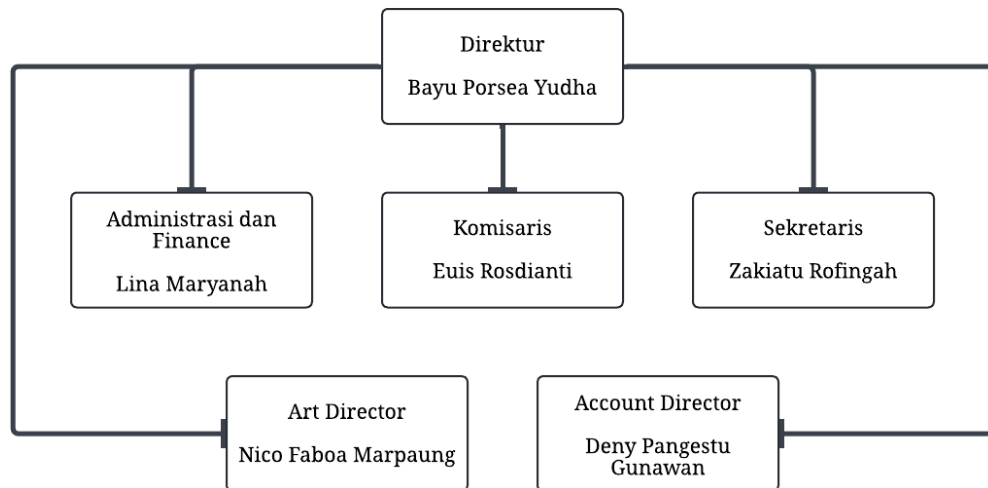 Direktur
Bayu Porsea Yudha
Administrasi dan
Finance
Lina Maryanah
Komisaris
Euis Rosdianti
Sekretaris
Zakiatu Rofingah
Art Director
Nico Faboa Marpaung
Account Director
Deny Pangestu
Gunawan